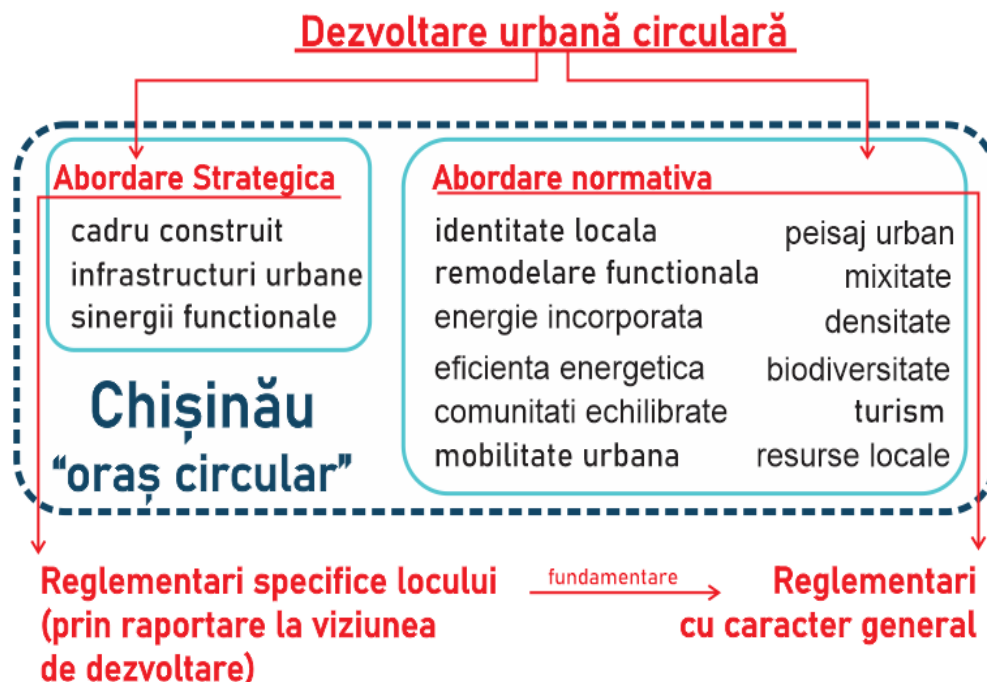 Dezvoltare urbană circulară
Abordare Strategica
cadru construit
infrastructuri urbane
sinergii functionale
Chișinău
“oraș circular”
Abordare normativa
identitate locala
remodelare functionala
energie incorporata
eficienta energetica
comunitati echilibrate
mobilitate urbana
peisaj urban
mixitate
densitate
biodiversitate
turism
resurse locale
Reglementari specifice locului
(prin raportare la viziunea
de dezvoltare)
fundamentare
Reglementari
cu caracter general